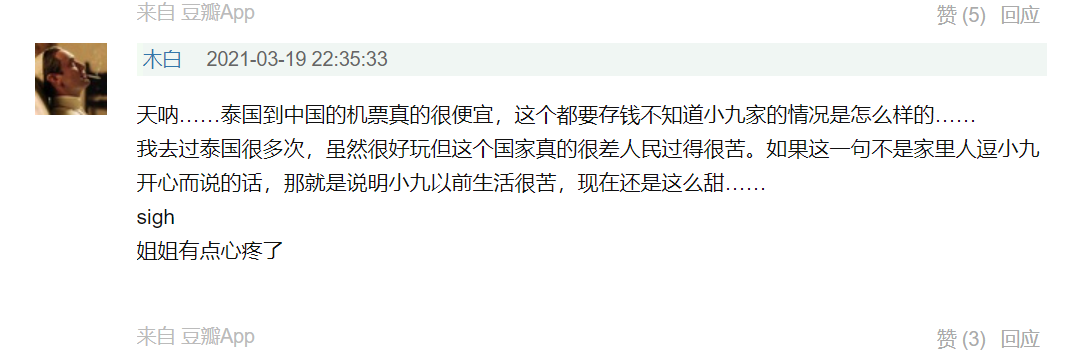 来自 豆瓣App
赞 (5) 回应
木白 2021-03-19 22:35:33
天呐……泰国到中国的机票真的很便宜，这个都要存钱不知道小九家的情况是怎么样的……
我去过泰国很多次，虽然很好玩但这个国家真的很差人民过得很苦。如果这一句不是家里人逗小九
开心而说的话，那就是说明小九以前生活很苦，现在还是这么甜……
sigh
姐姐有点心疼了
来自 豆瓣App
赞 (3) 回应